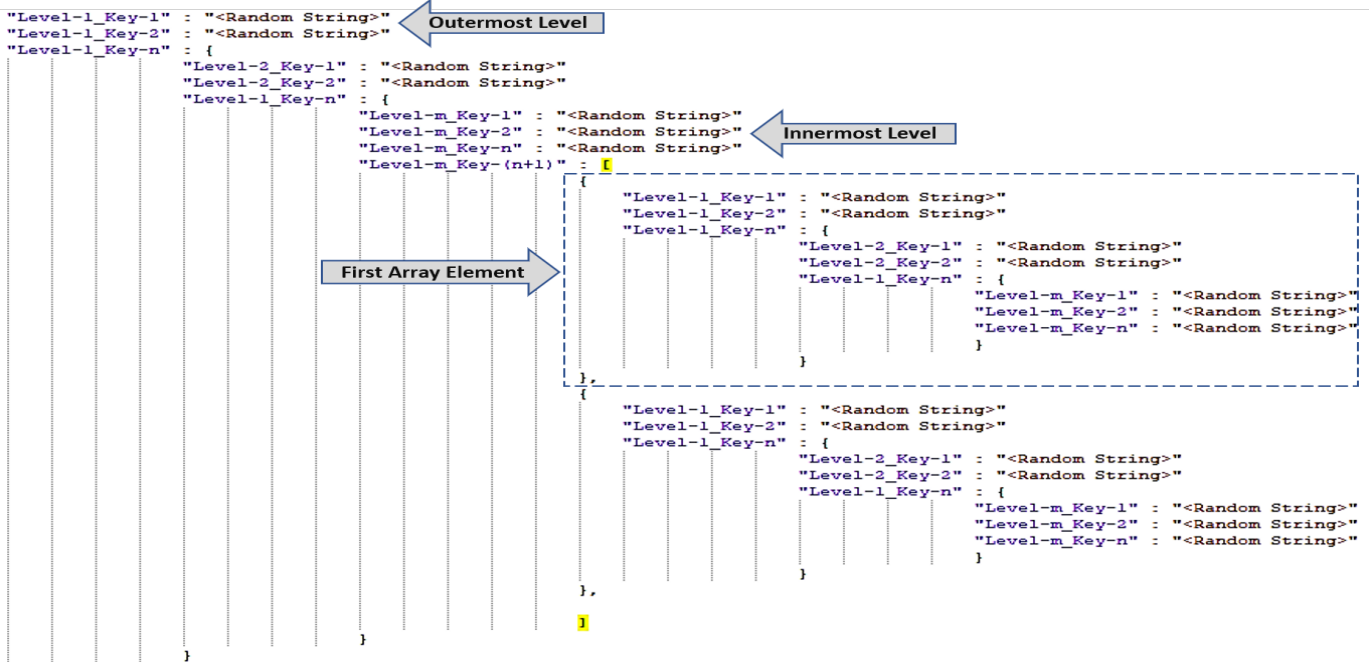 "Level-1_Key-1" : "<Random String>"
Outermost Level
"Level-1_Key-2" : "<Random String>"
"Level-1_Key-n" : {
"Level-2_Key-1" : "<Random String>"
"Level-2_Key-2" : "<Random String>"
"Level-1_Key-n" : {
"Level-m_Key-1" : "<Random String>"
"Level-m_Key-2" : "<Random String>"
Innermost Level
"Level-m_Key-n" : "<Random String>"
"Level-m_Key-(n+1)" : [
{
"Level-1_Key-1" : "<Random String>"
"Level-1_Key-2" : "<Random String>"
"Level-1_Key-n" : {
"Level-2_Key-1" : "<Random String>"
"Level-2_Key-2" : "<Random String>"
First Array Element
"Level-1_Key-n" : {
"Level-m_Key-1" : "<Random String>"
"Level-m_Key-2" : "<Random String>"
"Level-m_Key-n" : "<Random String>"
}
}
},
{
"Level-1_Key-1" : "<Random String>"
"Level-1_Key-2" : "<Random String>"
"Level-1_Key-n" : {
"Level-2_Key-1" : "<Random String>"
"Level-2_Key-2" : "<Random String>"
"Level-1_Key-n" : {
"Level-m_Key-1" : "<Random String>"
"Level-m_Key-2" : "<Random String>"
"Level-m_Key-n" : "<Random String>"
}
}
},
]
}
}